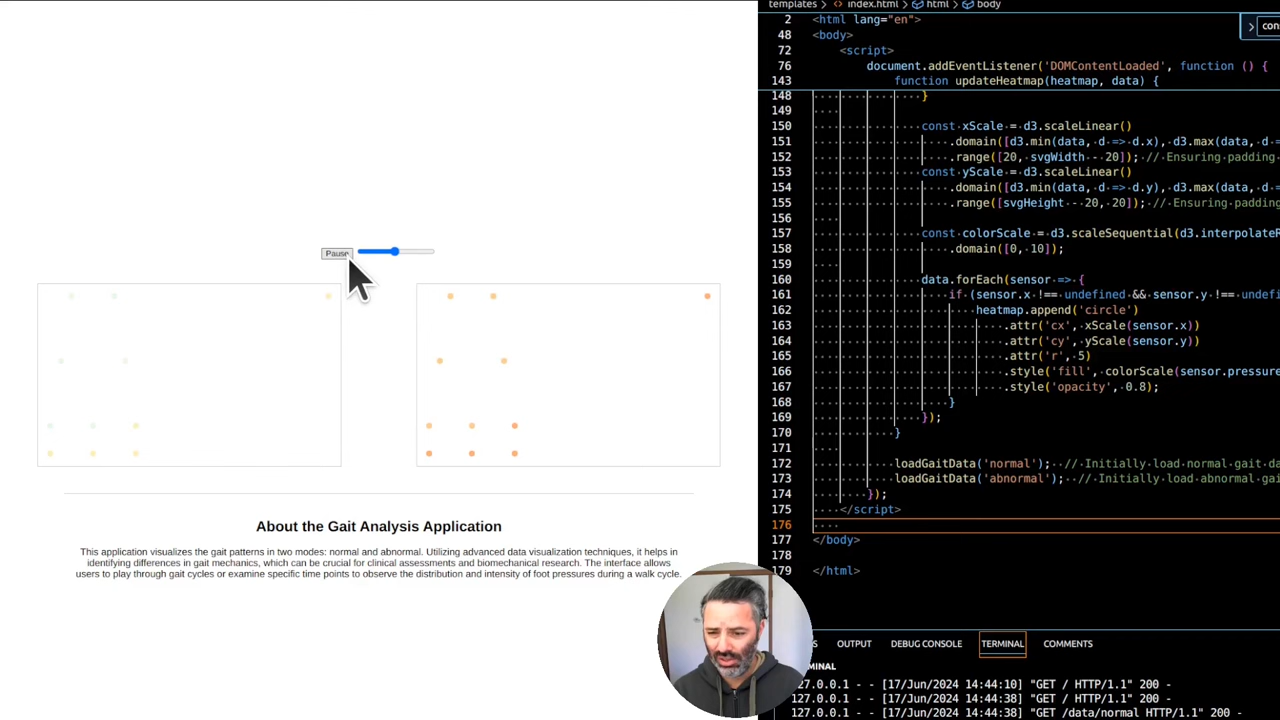 Pause
About the Gait Analysis Application
This application visualizes the gait patterns in two modes: normal and abnormal. Utilizing advanced data visualization techniques, it helps in
identifying differences in gait mechanics, which can be crucial for clinical assessments and biomechanical research. The interface allows
users to play through gait cycles or examine specific time points to observe the distribution and intensity of foot pressures during a walk cycle.
templates > <> index.html > html > body
2 <html lang="en">
48 <body>
72 <script>
76 document.addEventListener('DOMContentLoaded', function () {
143 function updateHeatmap(heatmap, data) {
148 }
149
150 const xScale = d3.scaleLinear()
151 .domain([d3.min(data, d => d.x), d3.max(data,
152 .range([20, svgWidth - 20]); // Ensuring padding
153 const yScale = d3.scaleLinear()
154 .domain([d3.min(data, d => d.y), d3.max(data,
155 .range([svgHeight - 20, 20]); // Ensuring padding
156
157 const colorScale = d3.scaleSequential(d3.interpolateR
158 .domain([0, 10]);
159
160 data.forEach(sensor => {
161 if (sensor.x !== undefined && sensor.y !== undefi
162 heatmap.append('circle')
163 .attr('cx', xScale(sensor.x))
164 .attr('cy', yScale(sensor.y))
165 .attr('r', 5)
166 .style('fill', colorScale(sensor.pressure
167 .style('opacity', 0.8);
168 }
169 });
170 }
171
172 loadGaitData('normal'); // Initially load normal gait da
173 loadGaitData('abnormal'); // Initially load abnormal gai
174 });
175 </script>
176
177 </body>
178
179 </html>
> con
OUTPUT DEBUG CONSOLE TERMINAL COMMENTS
127.0.0.1 - - [17/Jun/2024 14:44:10] "GET / HTTP/1.1" 200 -
127.0.0.1 - - [17/Jun/2024 14:44:38] "GET / HTTP/1.1" 200 -
127.0.0.1 - - [17/Jun/2024 14:44:38] "GET /data/normal HTTP/1.1" 200 -